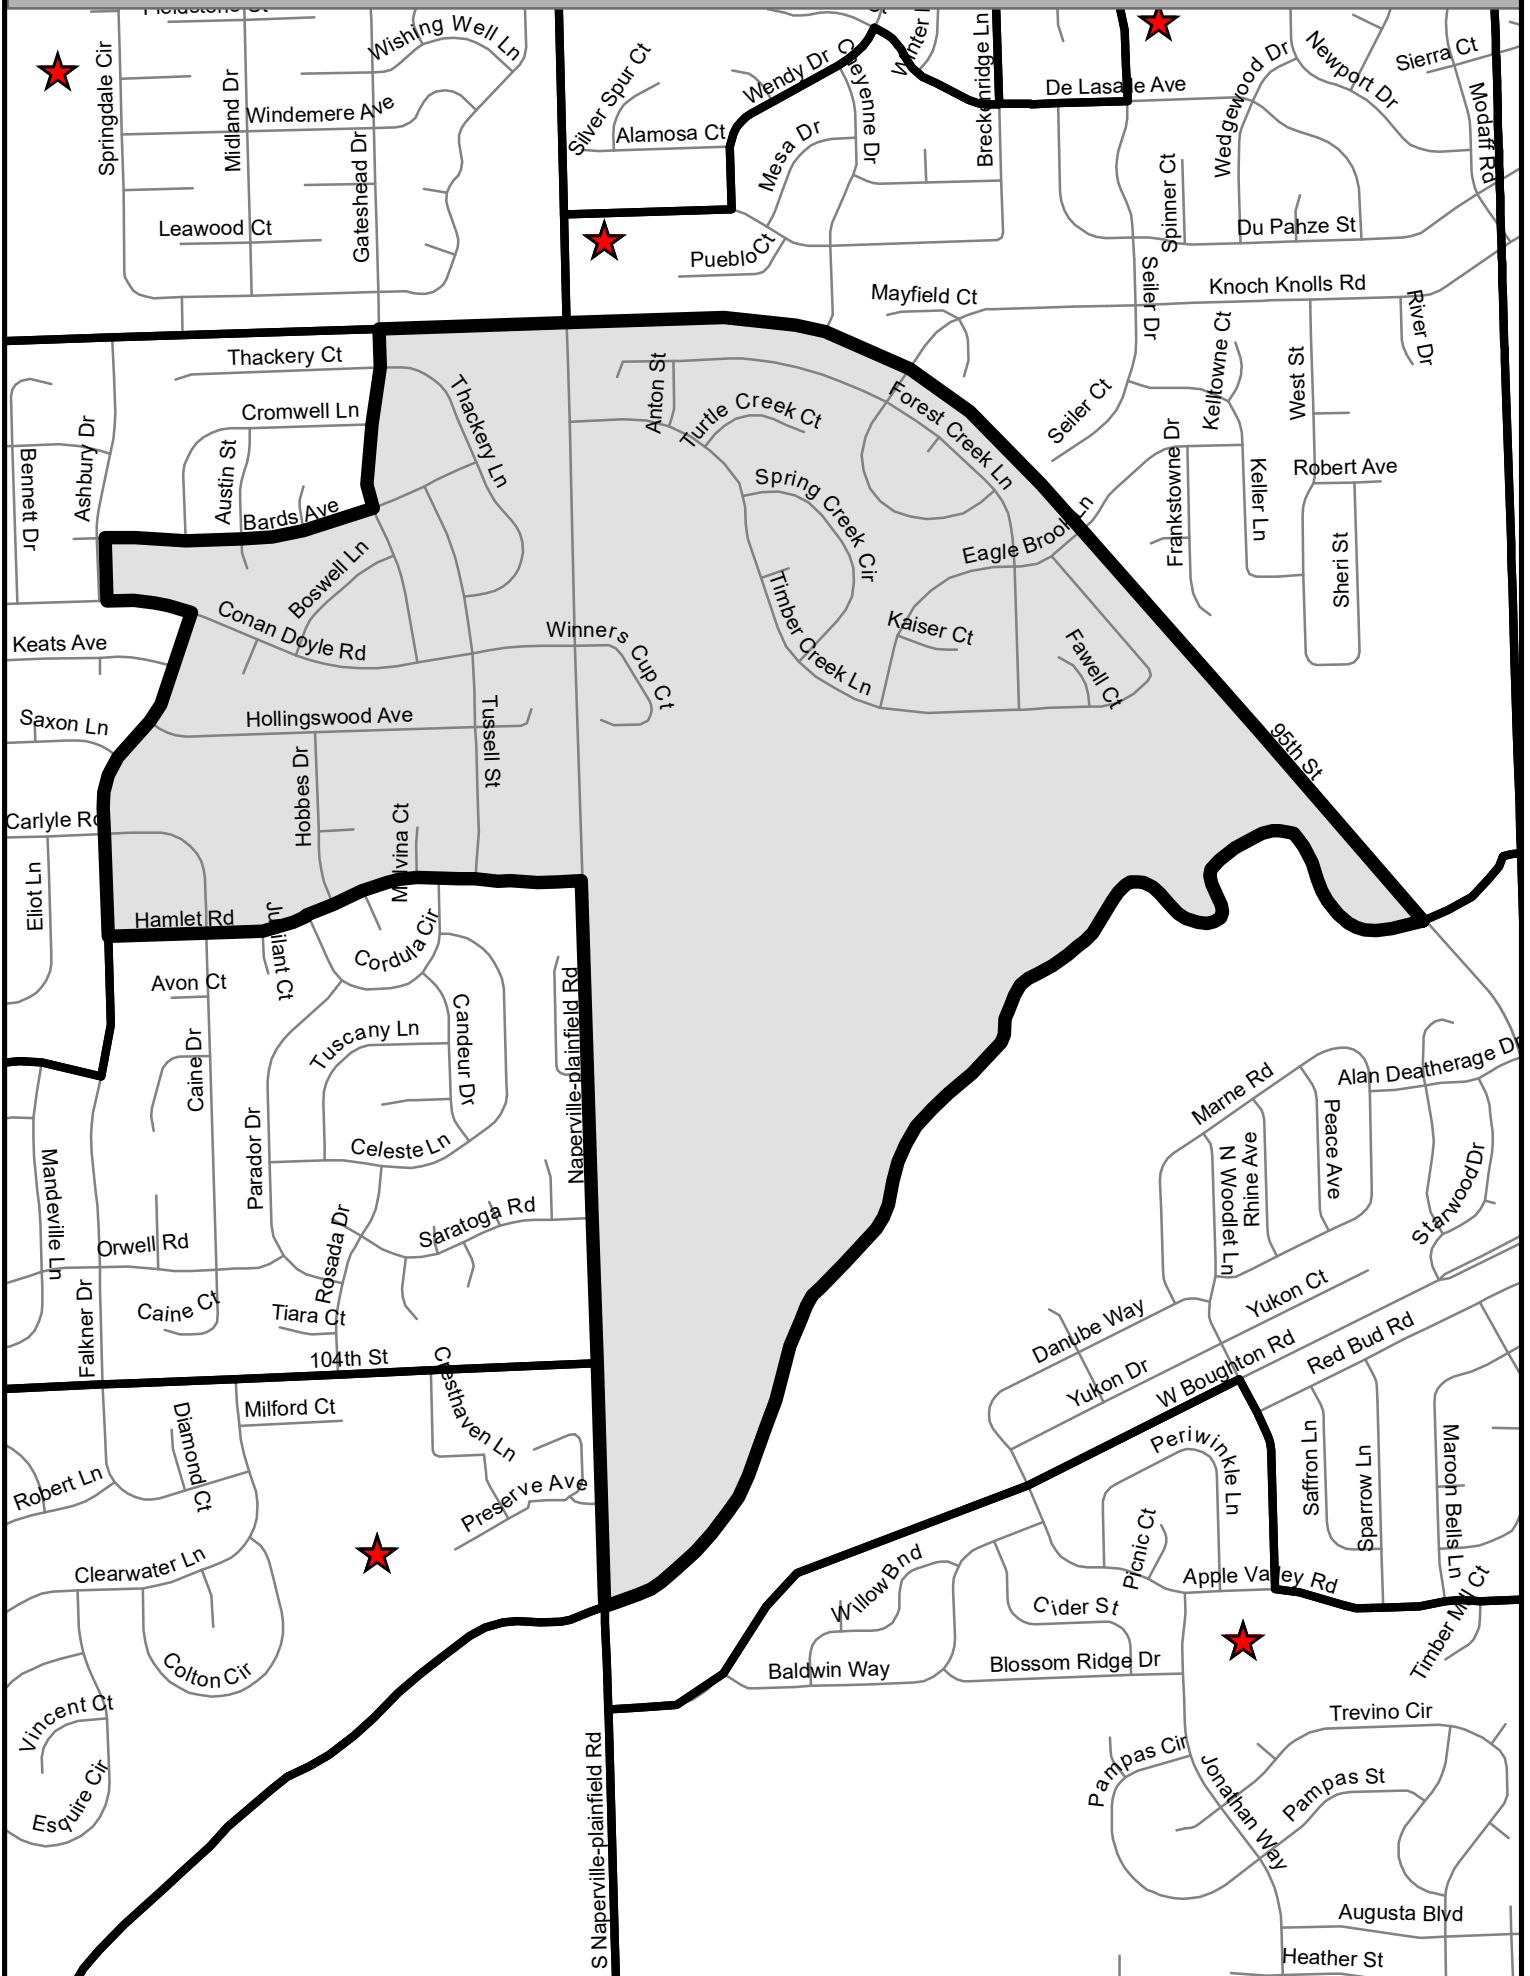 Fieldstone Ct
Wishing Well Ln
Springdale Cir
Midland Dr
Windemere Ave
Gateshead Dr
Leawood Ct
Silver Spur Ct
Alamosa Ct
Wendy Dr
Cheyenne Dr
Mesa Dr
Pueblo Ct
Breckenridge Ln
De Lasalle Ave
Wedgewood Dr
Newport Dr
Sierra Ct
Modaff Rd
Spinner Ct
Du Pahze St
Seiler Dr
Knoch Knolls Rd
River Dr
Mayfield Ct
Thackery Ct
Cromwell Ln
Thackery Ln
Anton St
Turtle Creek Ct
Forest Creek Ln
Seiler Ct
Kelltowne Ct
West St
Ashbury Dr
Bennett Dr
Austin St
Bards Ave
Spring Creek Cir
Eagle Brook Ln
Frankstowne Dr
Keller Ln
Robert Ave
Sheri St
Boswell Ln
Conan Doyle Rd
Keats Ave
Winners Cup Ct
Timber Creek Ln
Kaiser Ct
Fawell Ct
Saxon Ln
Hollingswood Ave
Tussell St
Hobbes Dr
95th St
Carlyle Rd
Malvina Ct
Eliot Ln
Hamlet Rd
Jubilant Ct
Cordula Cir
Avon Ct
Naperville-plainfield Rd
Tuscany Ln
Candeur Dr
Caine Dr
Parador Dr
Celeste Ln
Marne Rd
Alan Deatherage Dr
Peace Ave
Rhine Ave
N Wooplet Ln
Starwood Dr
Mandeville Ln
Orwell Rd
Rosada Dr
Saratoga Rd
Falkner Dr
Caine Ct
Tiara Ct
104th St
Danube Way
Yukon Ct
Yukon Dr
W Boughton Rd
Red Bud Rd
Cresthaven Ln
Milford Ct
Diamond Ct
Robert Ln
Preserve Ave
Periwinkle Ln
Saffron Ln
Sparrow Ln
Maroon Bells Ln
Picnic Ct
Clearwater Ln
Willow Bnd
Cider St
Apple Valley Rd
Timber Mill Ct
Colton Cir
Baldwin Way
Blossom Ridge Dr
Vincent Ct
Trevino Cir
Pampas Cir
Jonathan Way
Pampas St
Esquire Cir
S Naperville-plainfield Rd
Augusta Blvd
Heather St